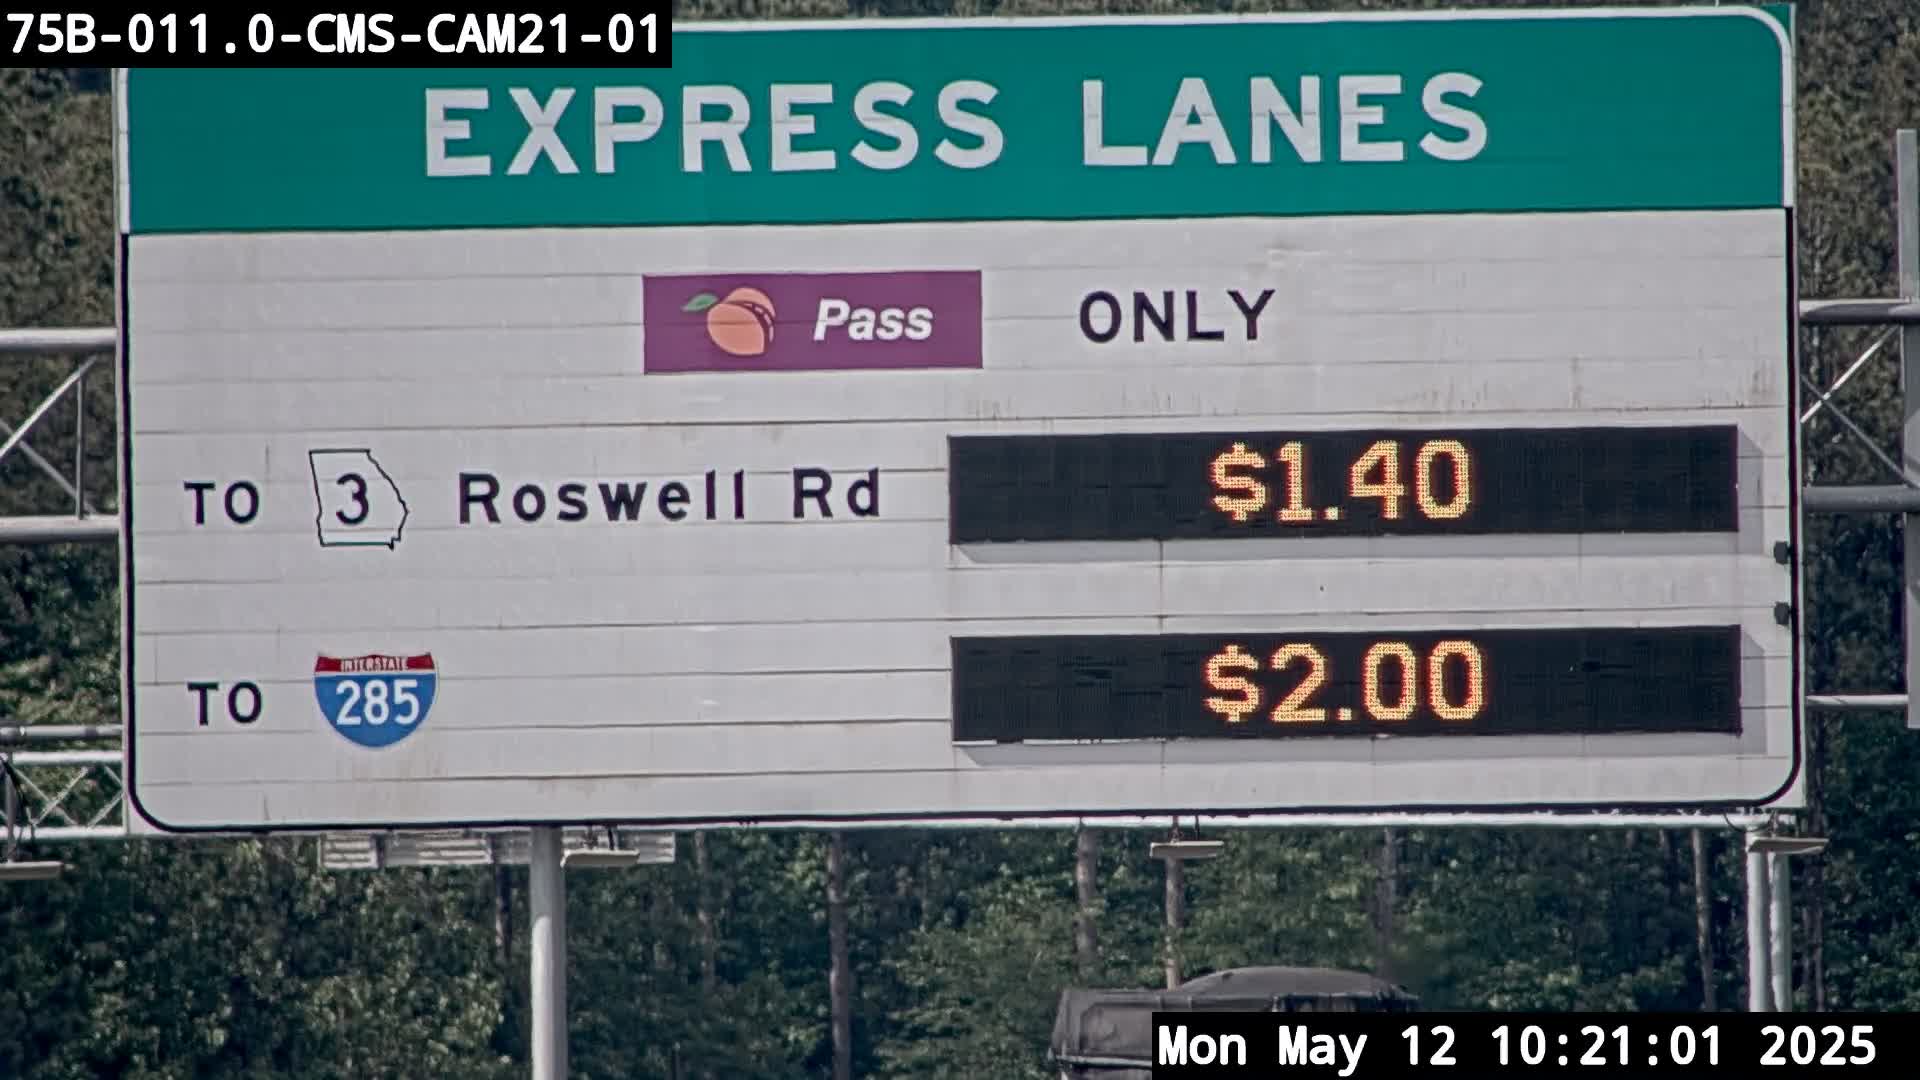 75B-011.0-CMS-CAM21-01
EXPRESS LANES
Pass ONLY
TO 3 Roswell Rd $1.40
INTERSTATE
TO 285 $2.00
Mon May 12 10:21:01 2025